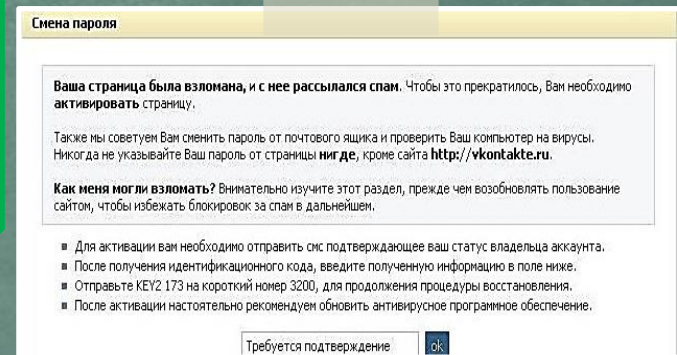 Смена пароля
Ваша страница была взломана, и с нее рассылался спам. Чтобы это прекратилось, Вам необходимо
активировать страницу.
Также мы советуем Вам сменить пароль от почтового ящика и проверить Ваш компьютер на вирусы.
Никогда не указывайте Ваш пароль от страницы нигде, кроме сайта http://vkontakte.ru.
Как меня могли взломать? Внимательно изучите этот раздел, прежде чем возобновлять пользование
сайтом, чтобы избежать блокировок за спам в дальнейшем.
Для активации вам необходимо отправить смс подтверждающее ваш статус владельца аккаунта.
После получения идентификационного кода, введите полученную информацию в поле ниже.
Отправьте KEY2 173 на короткий номер 3200, для продолжения процедуры восстановления.
После активации настоятельно рекомендуем обновить антивирусное программное обеспечение.
Требуется подтверждение ok